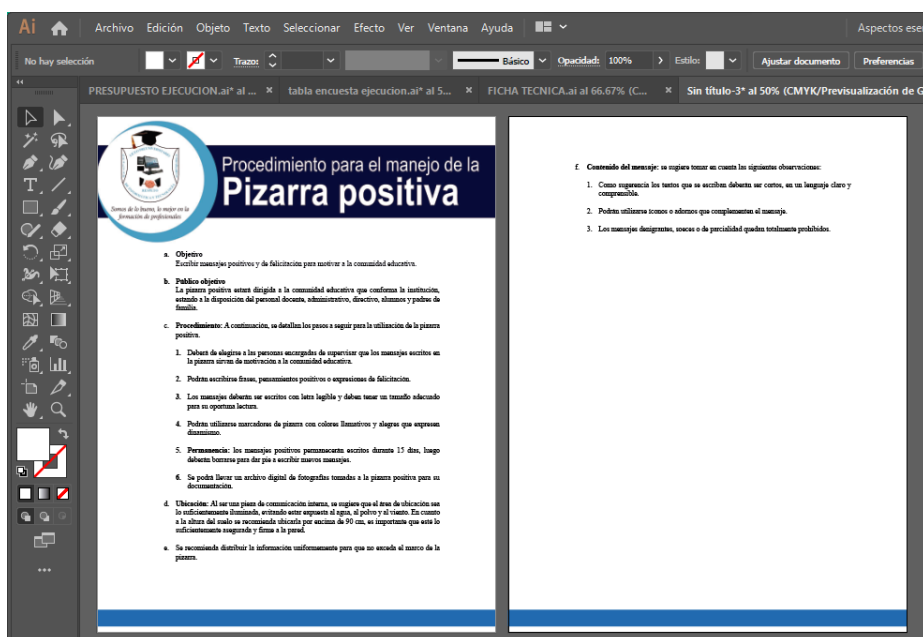 Ai Archivo Edición Objeto Texto Seleccionar Efecto Ver Ventana Ayuda Aspectos esen
No hay selección Trazo: Básico Opacidad: 100% Estilo: Ajustar documento Preferencias
PRESUPUESTO EJECUCION.ai* al ... × tabla encuesta ejecucion.ai* al 5... × FICHA TECNICA.ai al 66.67% (C... × Sin título-3* al 50% (CMYK/Previsualización de G
Procedimiento para el manejo de la
Pizarra positiva
Somos de lo bueno, lo mejor en la
formación de profesionales
a. Objetivo
Escribir mensajes positivos y de felicitación para motivar a la comunidad educativa.
b. Público objetivo
La pizarra positiva estará dirigida a la comunidad educativa que conforma la institución,
estando a la disposición del personal docente, administrativo, directivo, alumnos y padres de
familia.
c. Procedimiento: A continuación, se detallan los pasos a seguir para la utilización de la pizarra
positiva.
1. Deberá de elegirse a las personas encargadas de supervisar que los mensajes escritos en
la pizarra sirvan de motivación a la comunidad educativa.
2. Podrán escribirse frases, pensamientos positivos o expresiones de felicitación.
3. Los mensajes deberán ser escritos con letra legible y deben tener un tamaño adecuado
para su oportuna lectura.
4. Podrán utilizarse marcadores de pizarra con colores llamativos y alegres que expresen
dinamismo.
5. Permanencia: los mensajes positivos permanecerán escritos durante 15 días, luego
deberán borrarse para dar pie a escribir nuevos mensajes.
6. Se podrá llevar un archivo digital de fotografías tomadas a la pizarra positiva para su
documentación.
d. Ubicación: Al ser una pieza de comunicación interna, se sugiere que el área de ubicación sea
lo suficientemente iluminada, evitando estar expuesta al agua, al polvo y al viento. En cuanto
a la altura del suelo se recomienda ubicarla por encima de 90 cm, es importante que esté lo
suficientemente asegurada y firme a la pared.
e. Se recomienda distribuir la información uniformemente para que no exceda el marco de la
pizarra.
f. Contenido del mensaje: se sugiere tomar en cuenta las siguientes observaciones:
1. Como sugerencia los textos que se escriban deberán ser cortos, en un lenguaje claro y
comprensible.
2. Podrán utilizarse iconos o adornos que complementen el mensaje.
3. Los mensajes denigrantes, soeces o de parcialidad quedan totalmente prohibidos.